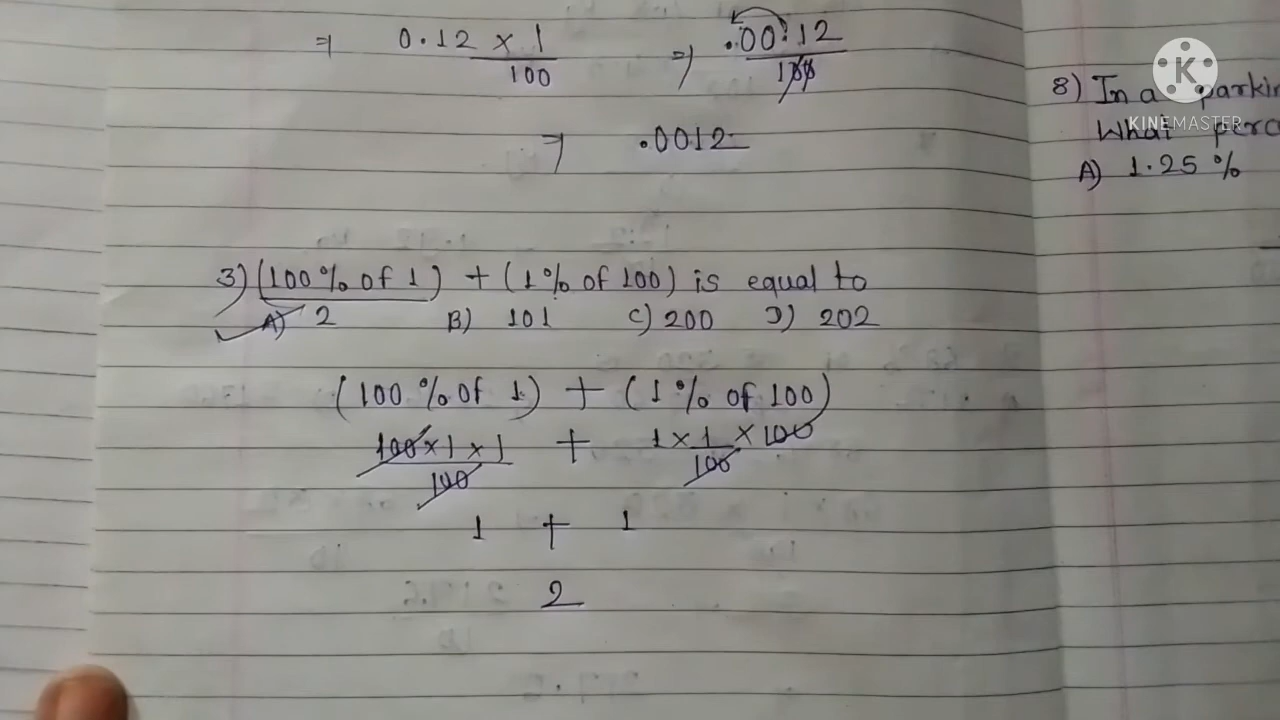 ⇒ 0.12 × 1/100 ⇒ .00.12/100
⇒ .0012
3) (100% of 1) + (1% of 100) is equal to
A) 2 B) 101 C) 200 D) 202
(100 % of 1) + (1% of 100)
100 × 1 × 1/100 + 1 × 1/100 × 100
1 + 1
2
8) In a parkin
What perc
A) 1.25 %
K
KINEMASTER